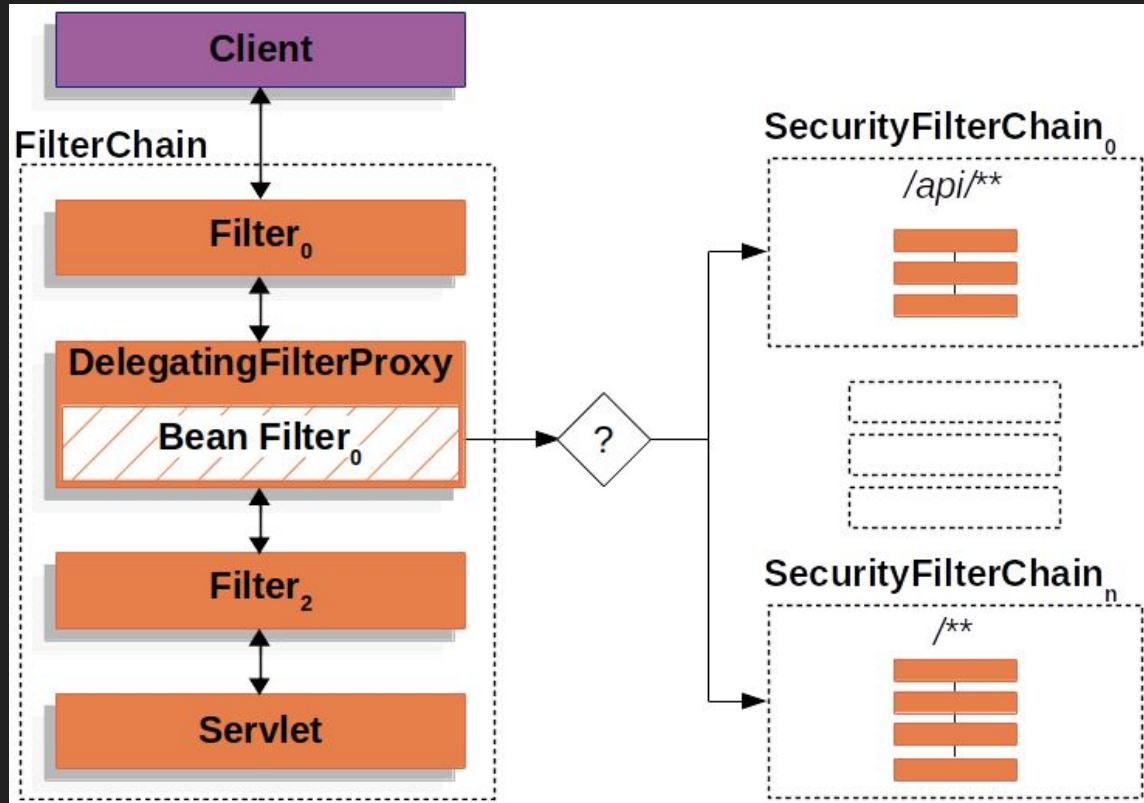 Client
FilterChain
Filter0
DelegatingFilterProxy
Bean Filter0
Filter2
Servlet
?
SecurityFilterChain0
/api/**
SecurityFilterChainn
/**